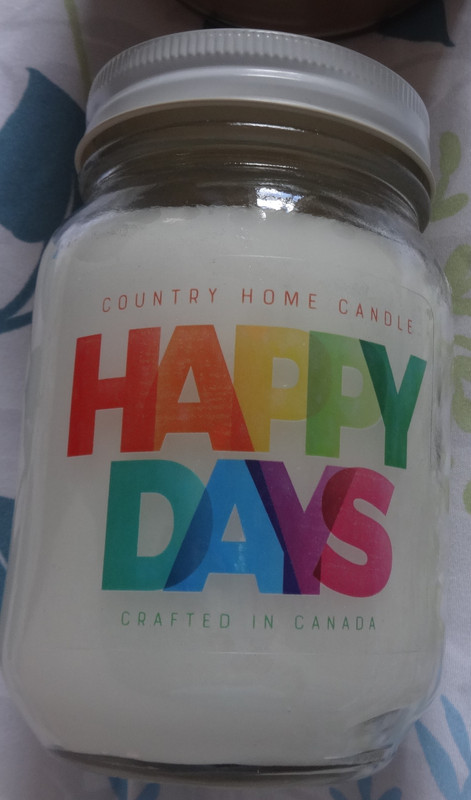 COUNTRY HOME CANDLE
HAPPY
DAYS
CRAFTED IN CANADA